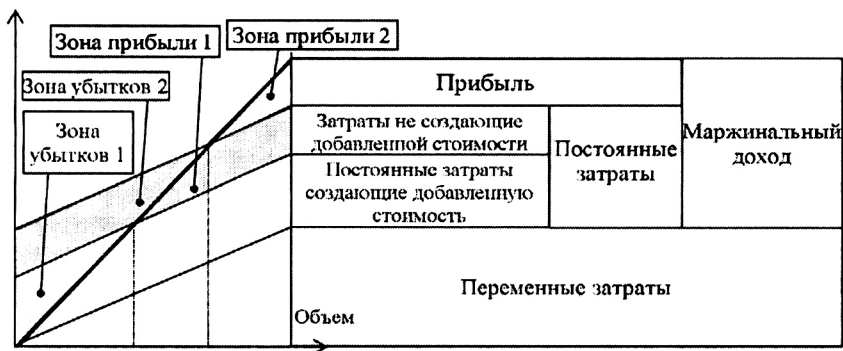 Зона прибыли 1
Зона прибыли 2
Зона убытков 2
Зона
убытков 1
Прибыль
Затраты не создающие
добавленной стоимости
Постоянные затраты
создающие добавленную
стоимость
Постоянные
затраты
Маржинальный
доход
Переменные затраты
Объем